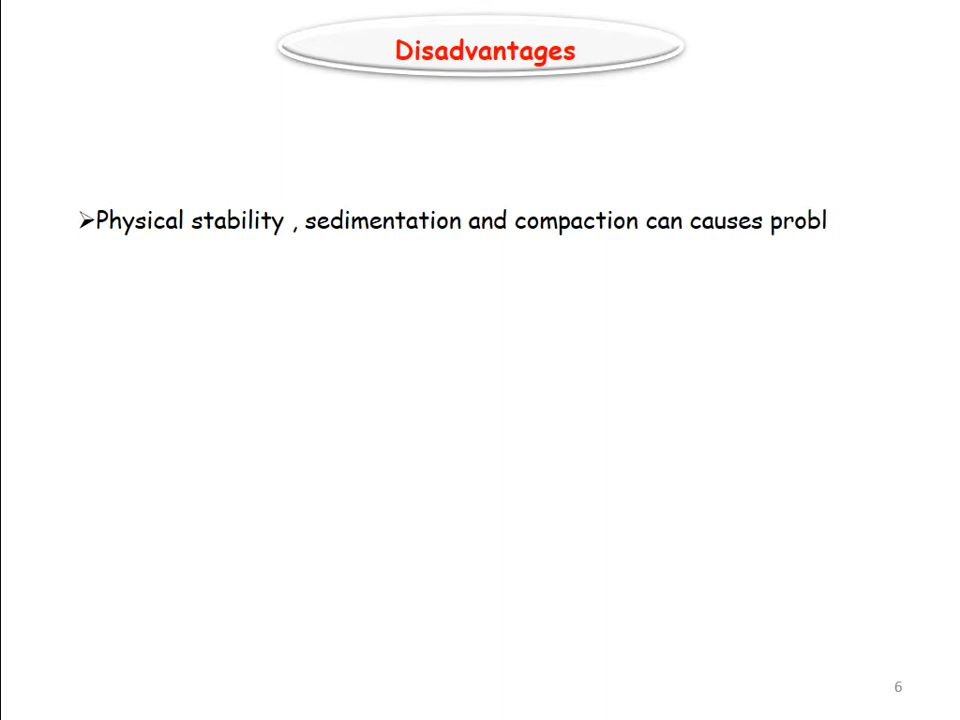 Disadvantages
➢Physical stability , sedimentation and compaction can causes probl
6